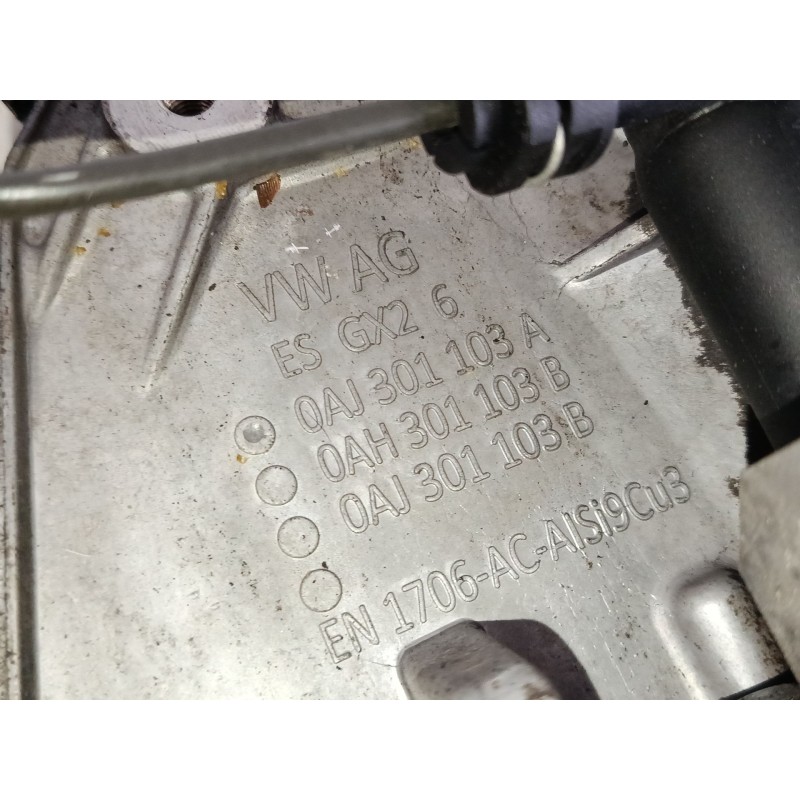 VW AG
ES GX2 6
0AJ 301 103 A
0AH 301 103 B
0AJ 301 103 B
EN 1706-AC-AlSi9Cu3